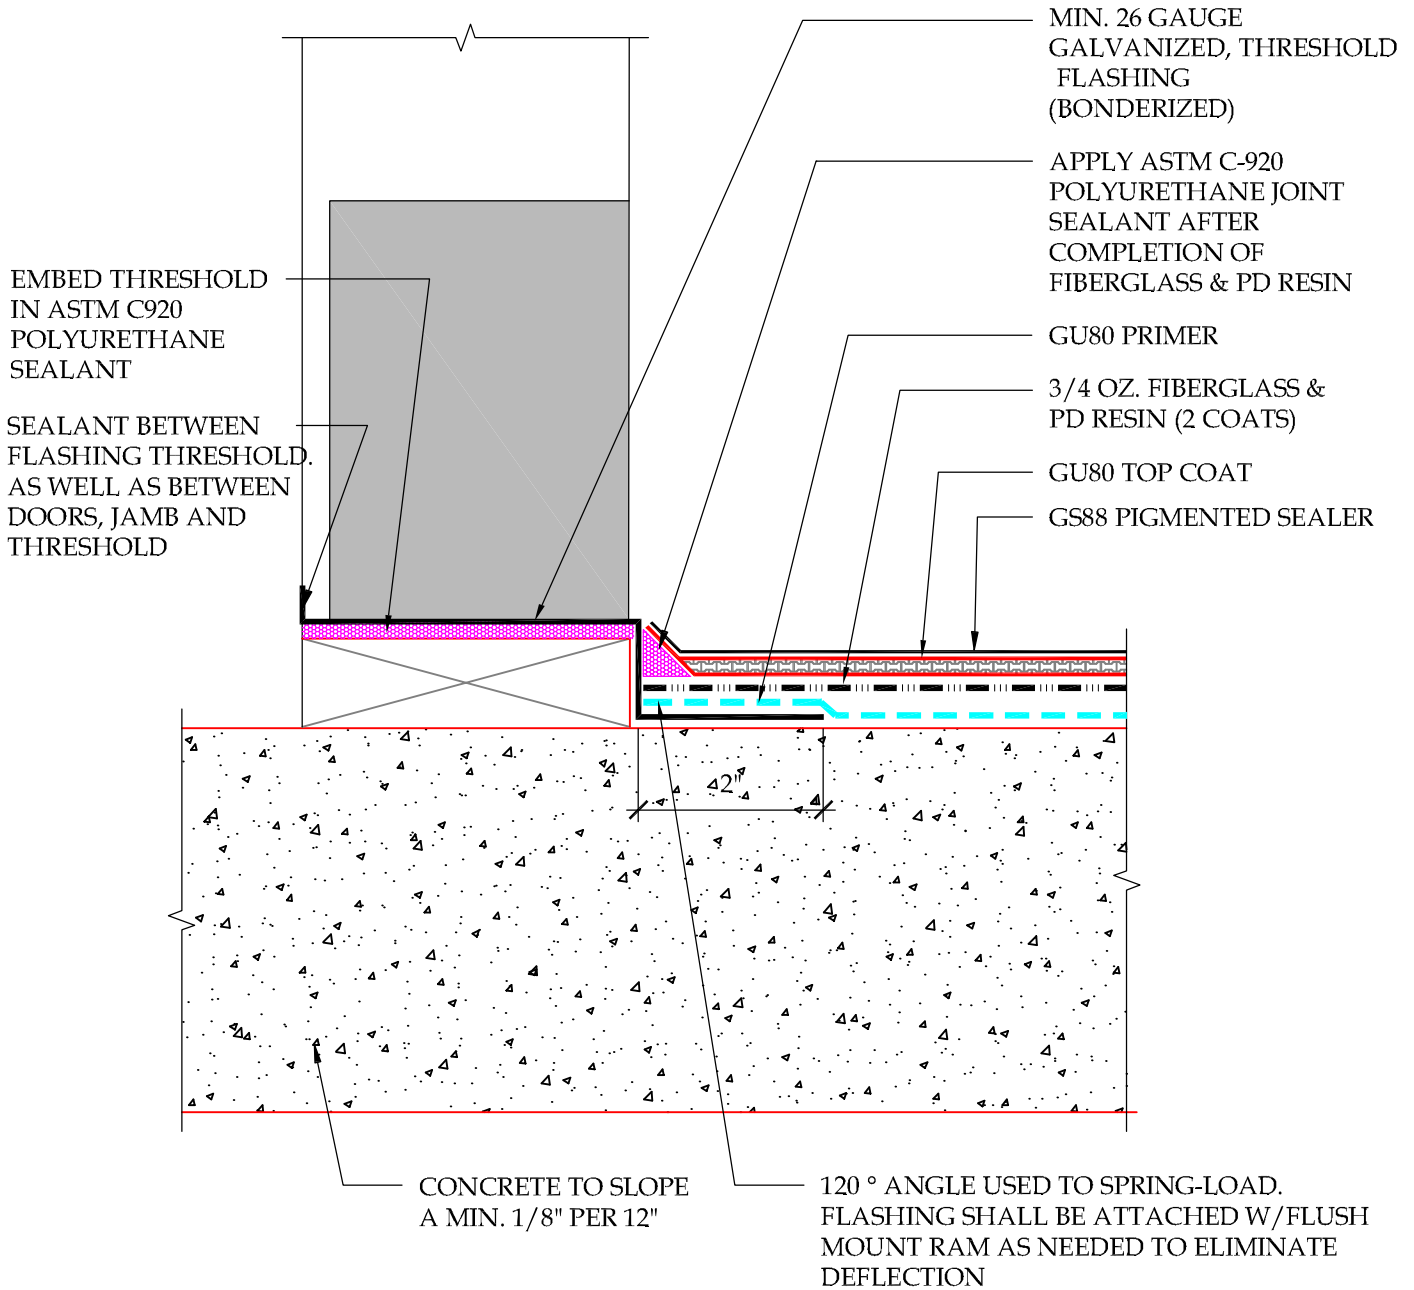 MIN. 26 GAUGE
GALVANIZED, THRESHOLD
FLASHING
(BONDERIZED)
APPLY ASTM C-920
POLYURETHANE JOINT
SEALANT AFTER
COMPLETION OF
FIBERGLASS & PD RESIN
GU80 PRIMER
3/4 OZ. FIBERGLASS &
PD RESIN (2 COATS)
GU80 TOP COAT
GS88 PIGMENTED SEALER
EMBED THRESHOLD
IN ASTM C920
POLYURETHANE
SEALANT
SEALANT BETWEEN
FLASHING THRESHOLD.
AS WELL AS BETWEEN
DOORS, JAMB AND
THRESHOLD
2"
CONCRETE TO SLOPE
A MIN. 1/8" PER 12"
120 ° ANGLE USED TO SPRING-LOAD.
FLASHING SHALL BE ATTACHED W/FLUSH
MOUNT RAM AS NEEDED TO ELIMINATE
DEFLECTION